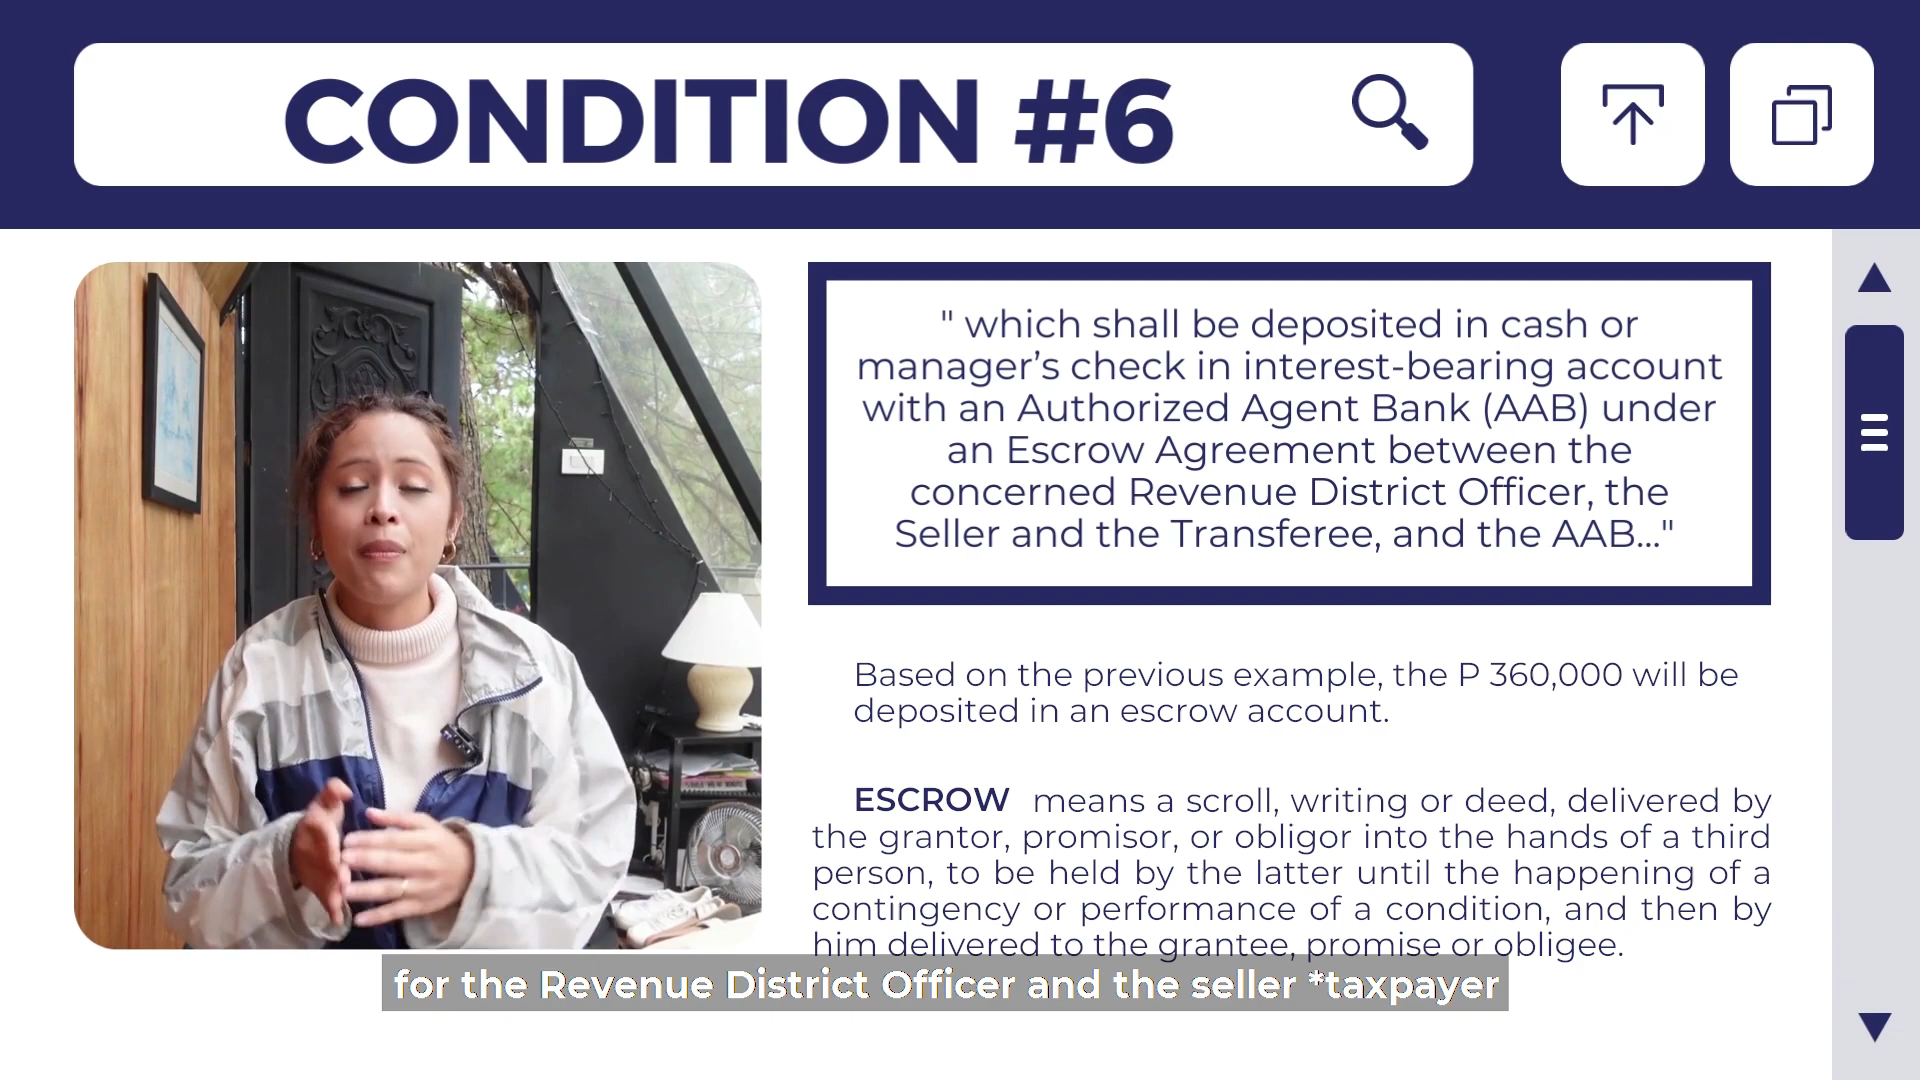 CONDITION #6
" which shall be deposited in cash or
manager’s check in interest-bearing account
with an Authorized Agent Bank (AAB) under
an Escrow Agreement between the
concerned Revenue District Officer, the
Seller and the Transferee, and the AAB..."
Based on the previous example, the P 360,000 will be
deposited in an escrow account.
ESCROW means a scroll, writing or deed, delivered by
the grantor, promisor, or obligor into the hands of a third
person, to be held by the latter until the happening of a
contingency or performance of a condition, and then by
him delivered to the grantee, promise or obligee.
for the Revenue District Officer and the seller *taxpayer